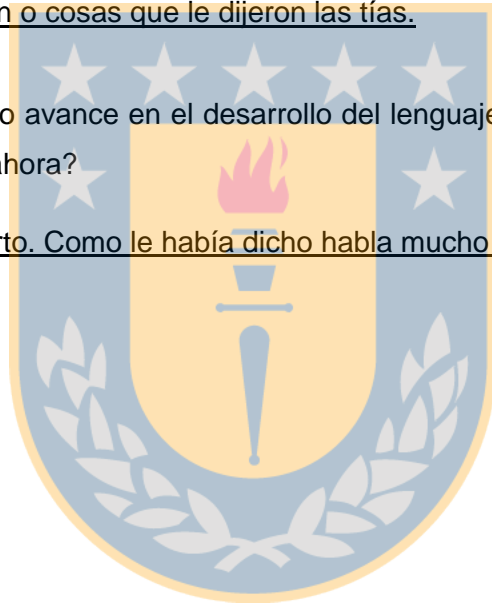 n o cosas que le dijeron las tías.
o avance en el desarrollo del lenguaje
ahora?
rto. Como le había dicho habla mucho